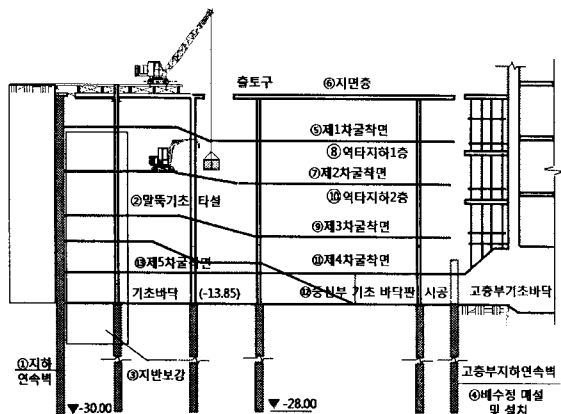 출토구
⑥지면층
⑤제1차굴착면
⑧역타지하1층
⑦제2차굴착면
②말뚝기초 타설
⑩역타지하2층
⑨제3차굴착면
⑬제5차굴착면
⑪제4차굴착면
기초바닥 (-13.85)
⑫중심부 기초 바닥판 시공
고층부기초바닥
①지하
연속벽
③지반보강
고층부지하연속벽
④배수정 매설
및 설치
▼-30.00
▼-28.00